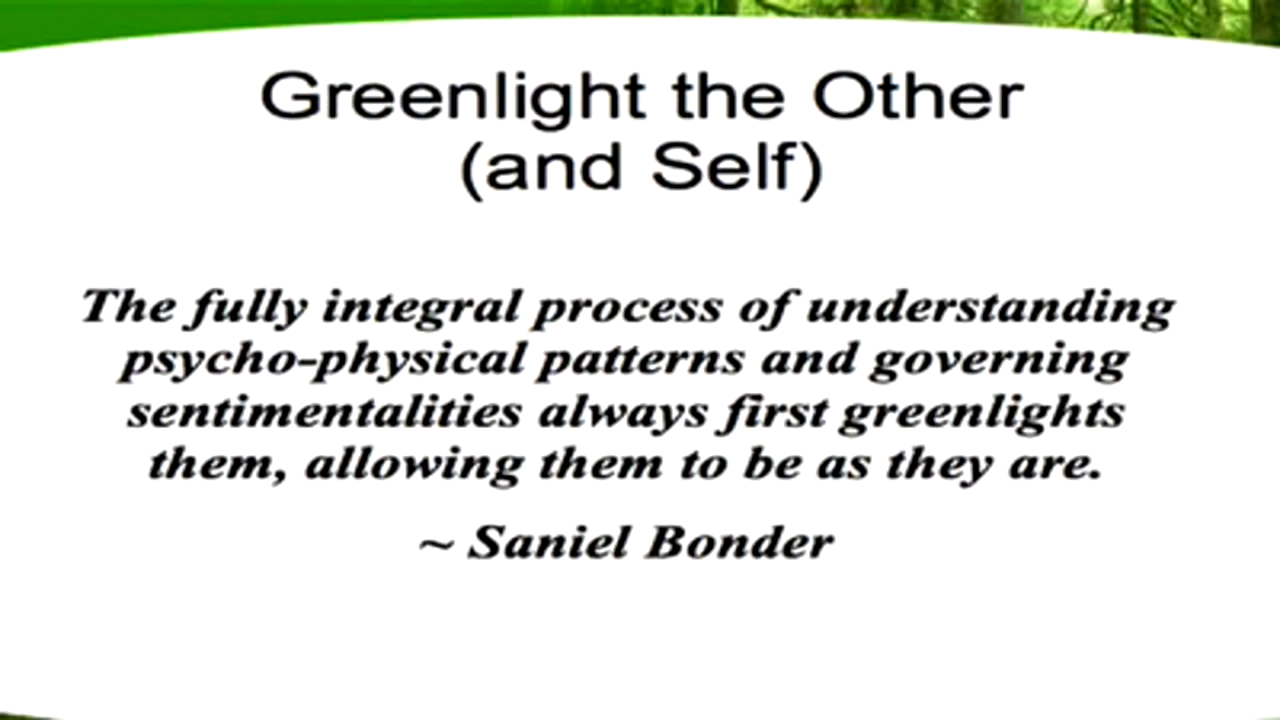 Greenlight the Other
(and Self)
The fully integral process of understanding
psycho-physical patterns and governing
sentimentalities always first greenlights
them, allowing them to be as they are.
~ Saniel Bonder